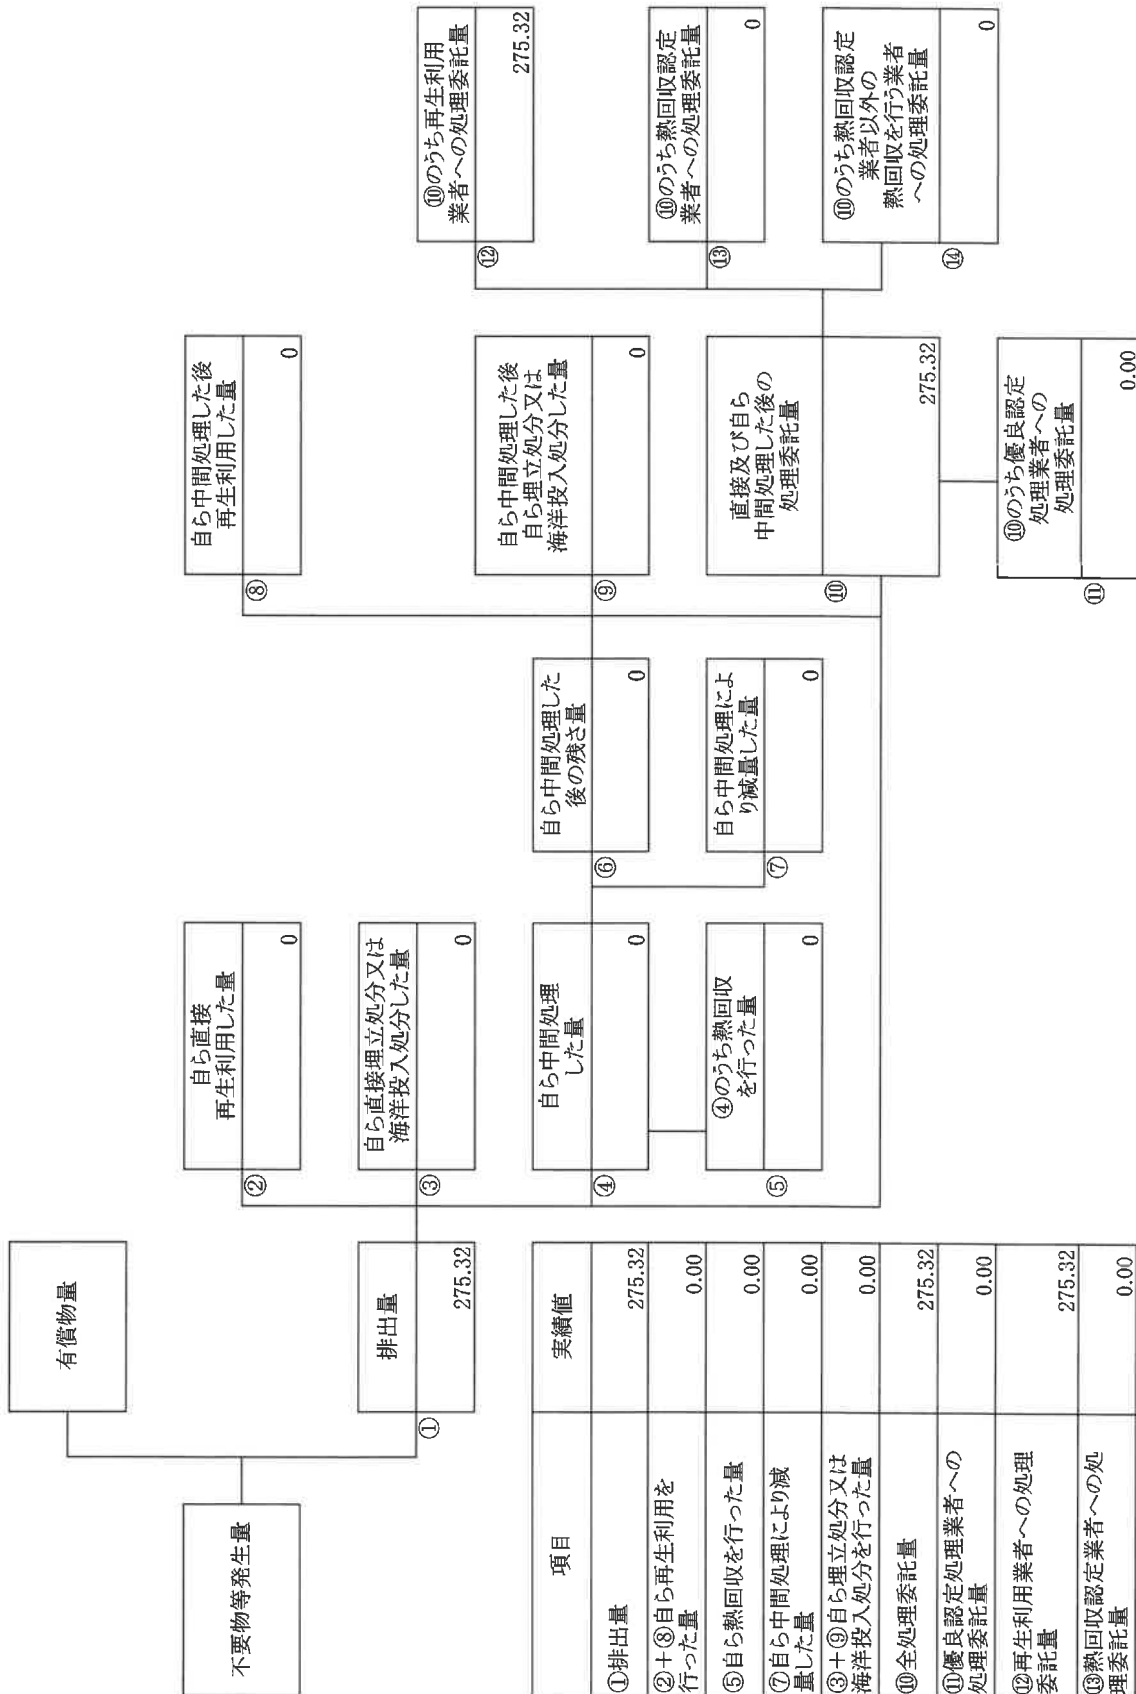 不要物等発生量
有償物量
排出量
①
275.32
自ら直接
再生利用した量
②
0
自ら直接埋立処分又は
海洋投入処分した量
③
0
自ら中間処理
した量
④
0
④のうち熱回収
を行った量
⑤
0
自ら中間処理した
後の残さ量
⑥
0
自ら中間処理によ
り減量した量
⑦
0
自ら中間処理した後
再生利用した量
⑧
0
自ら中間処理した後
自ら埋立処分又は
海洋投入処分した量
⑨
0
直接及び自ら
中間処理した後の
処理委託量
⑩
275.32
⑩のうち優良認定
処理業者への
処理委託量
⑪
0.00
⑩のうち再生利用
業者への処理委託量
⑫
275.32
⑩のうち熱回収認定
業者への処理委託量
⑬
0
⑩のうち熱回収認定
業者以外の
熱回収を行う業者
への処理委託量
⑭
0
項目 実績値
①排出量 275.32
②+⑧自ら再生利用を
行った量 0.00
⑤自ら熱回収を行った量 0.00
⑦自ら中間処理により減
量した量 0.00
③+⑨自ら埋立処分又は
海洋投入処分を行った量 0.00
⑩全処理委託量 275.32
⑪優良認定処理業者への
処理委託量 0.00
⑫再生利用業者への処理
委託量 275.32
⑬熱回収認定業者への処
理委託量 0.00